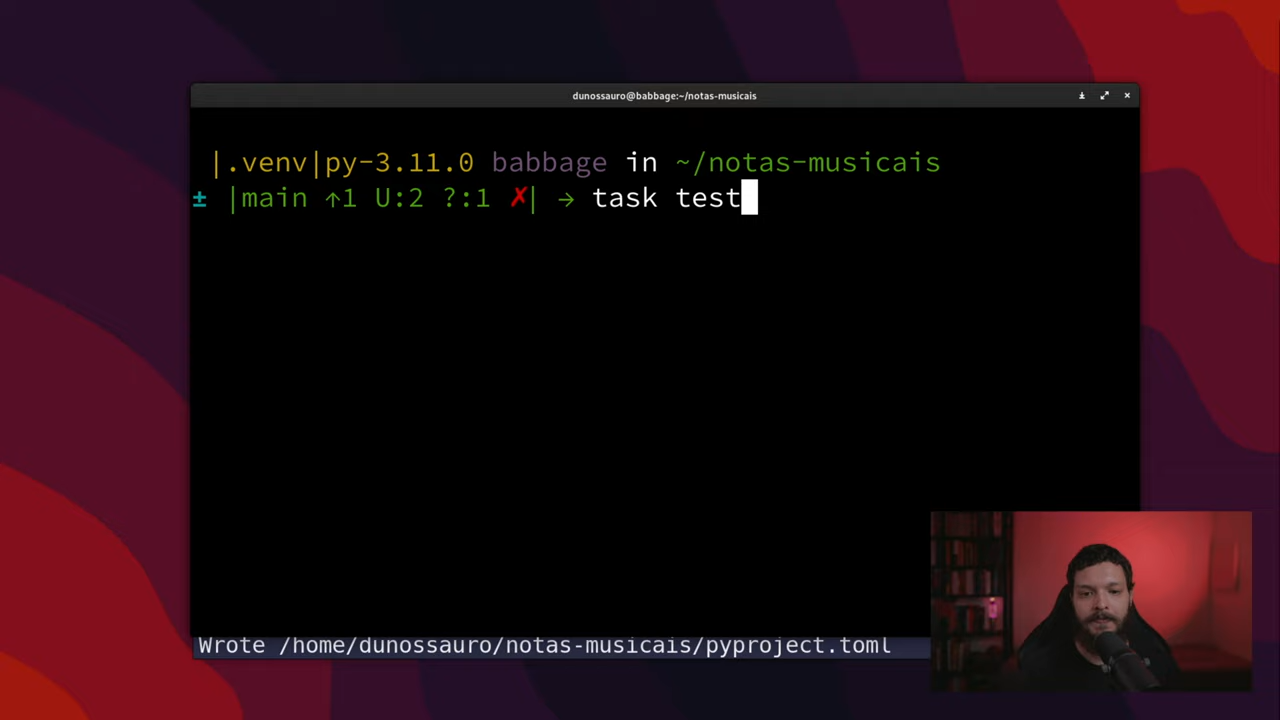 dunossauro@babbage:~/notas-musicais
|.venv|py-3.11.0 babbage in ~/notas-musicais
± |main ↑1 U:2 ?:1 ✗| → task test
Wrote /home/dunossauro/notas-musicais/pyproject.toml